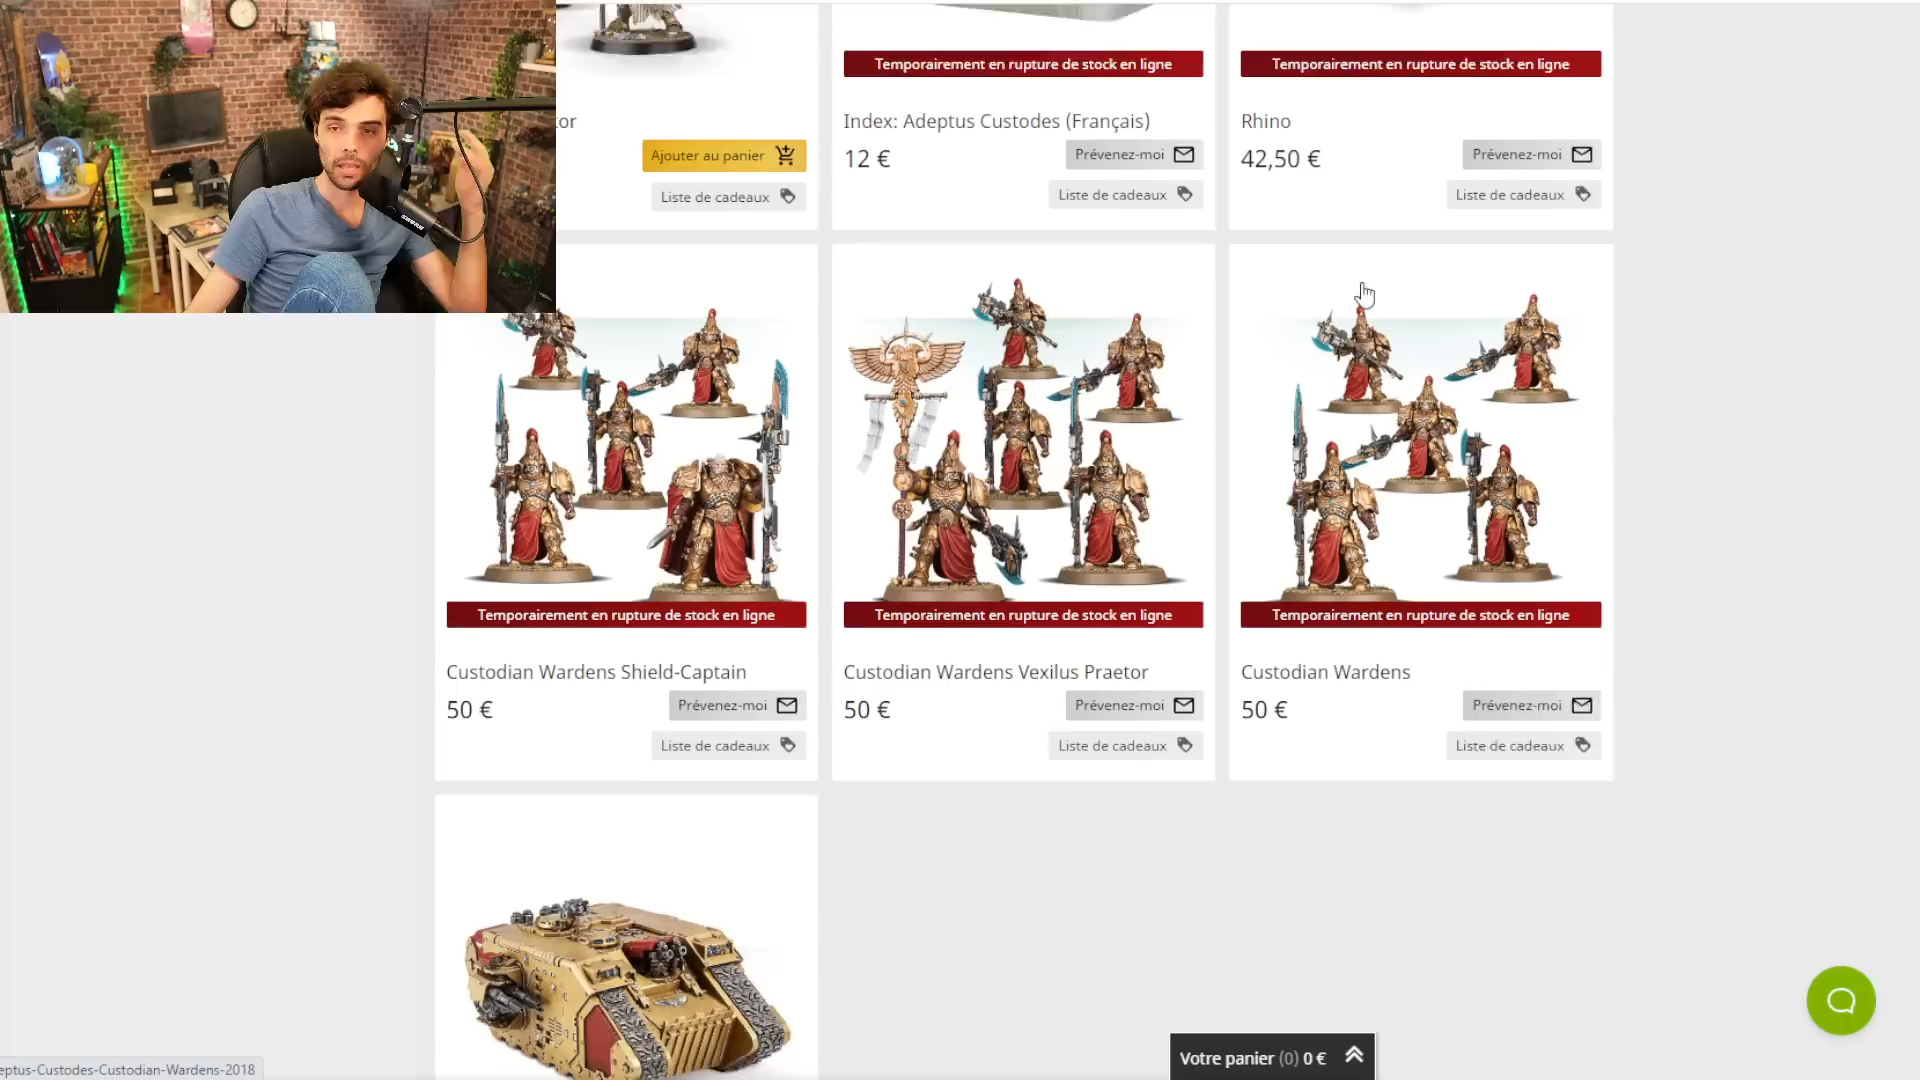 Temporairement en rupture de stock en ligne
Temporairement en rupture de stock en ligne
or
Ajouter au panier
Liste de cadeaux
Index: Adeptus Custodes (Français)
12 €
Prévenez-moi
Liste de cadeaux
Rhino
42,50 €
Prévenez-moi
Liste de cadeaux
Temporairement en rupture de stock en ligne
Custodian Wardens Shield-Captain
50 €
Prévenez-moi
Liste de cadeaux
Temporairement en rupture de stock en ligne
Custodian Wardens Vexilus Praetor
50 €
Prévenez-moi
Liste de cadeaux
Temporairement en rupture de stock en ligne
Custodian Wardens
50 €
Prévenez-moi
Liste de cadeaux
Votre panier (0) 0 €
eptus-Custodes-Custodian-Wardens-2018